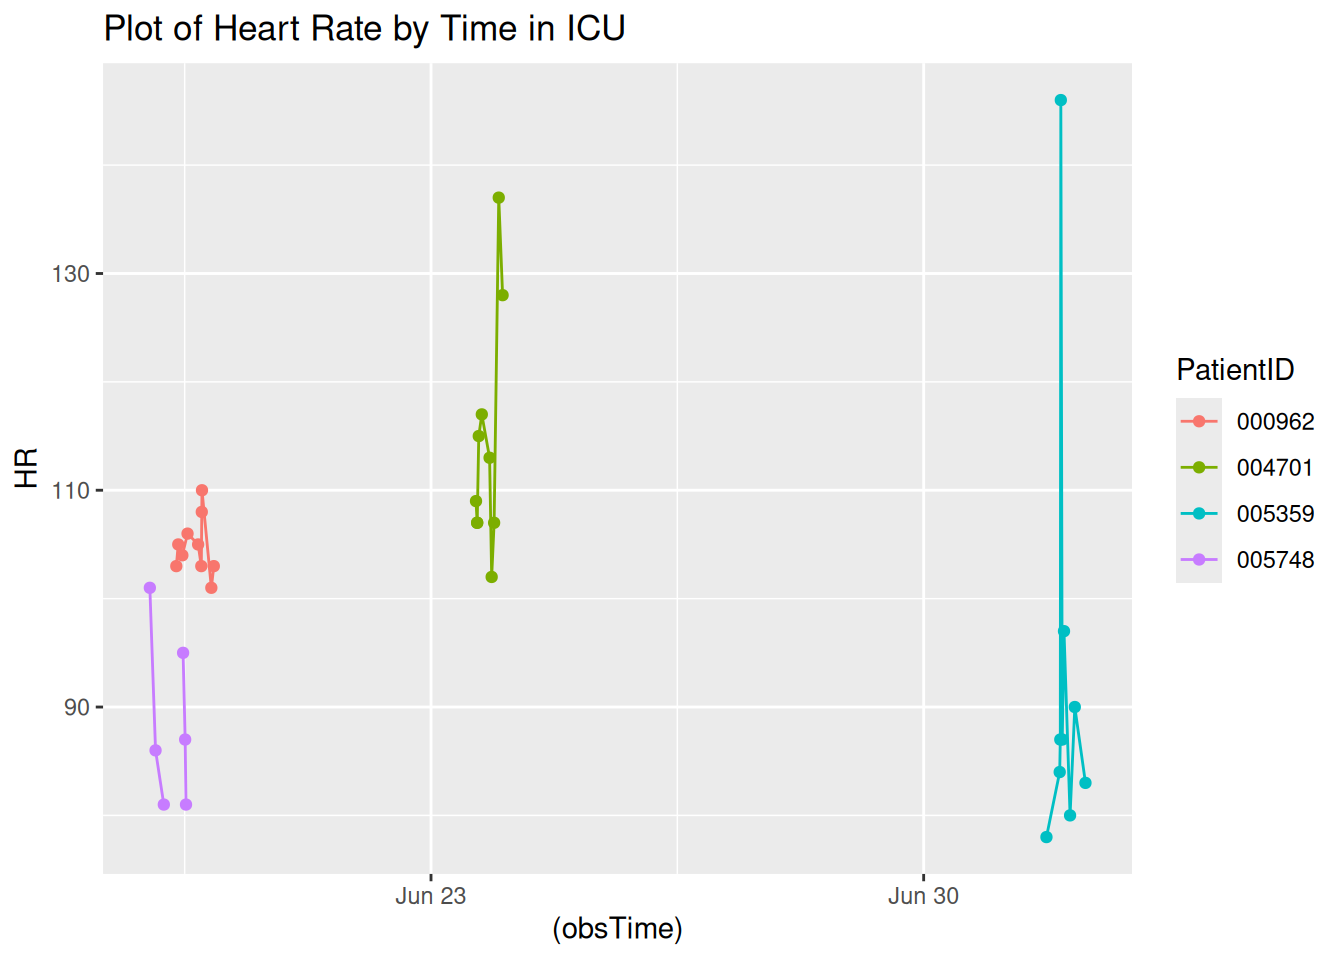 Plot of Heart Rate by Time in ICU
HR
130
110
90
Jun 23
Jun 30
(obsTime)
PatientID
000962
004701
005359
005748